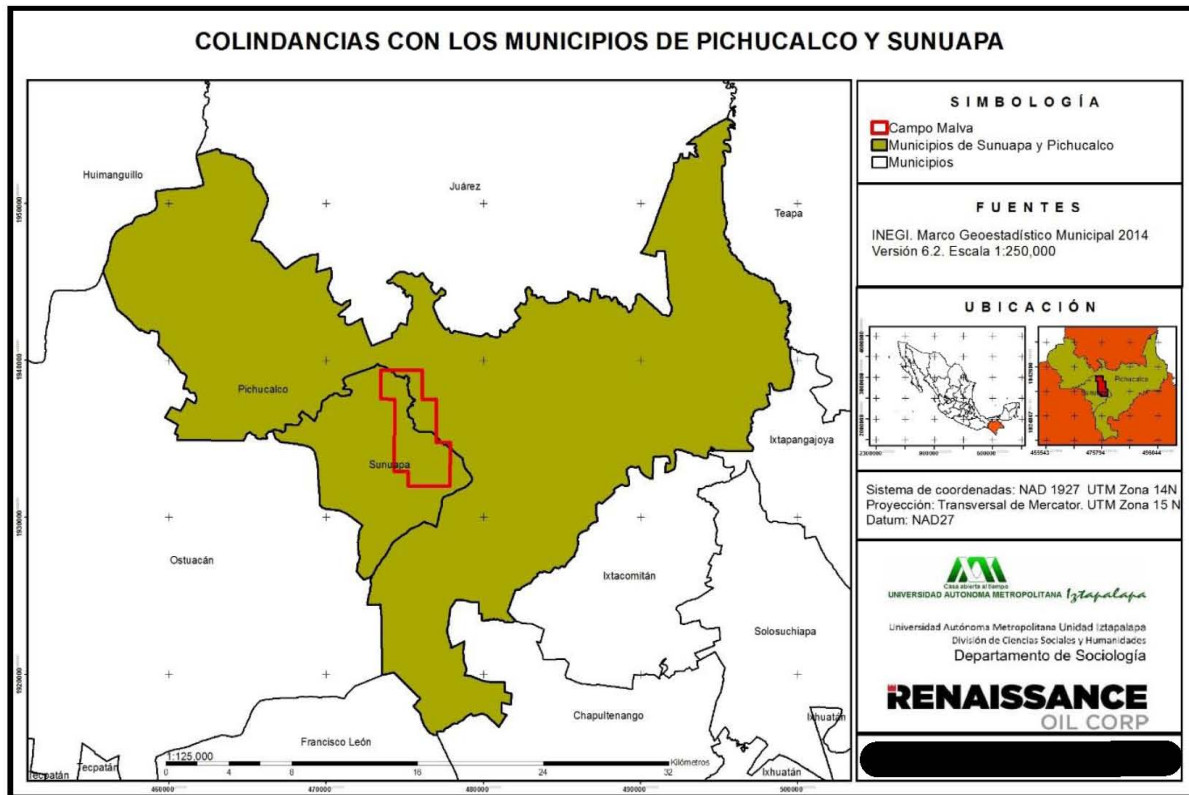 COLINDANCIAS CON LOS MUNICIPIOS DE PICHUCALCO Y SUNUAPA
Huimanguillo
Juárez
Teapa
Pichucalco
Sunuapa
Ixtapangajoya
Ostuacán
Ixtacomitán
Solosuchiapa
Chapultenango
Francisco León
Ixhuatán
Tecpatán
Tecpatán
Ixhuatán
1950000
1940000
1930000
1920000
460000
470000
480000
490000
500000
1:125,000
Kilómetros
0 4 8 16 24 32
SIMBOLOGÍA
Campo Malva
Municipios de Sunuapa y Pichucalco
Municipios
FUENTES
INEGI. Marco Geoestadístico Municipal 2014
Versión 6.2. Escala 1:250,000
UBICACIÓN
Pichucalco
Sistema de coordenadas: NAD 1927 UTM Zona 14N
Proyección: Transversal de Mercator. UTM Zona 15 N
Datum: NAD27
Casa abierta al tiempo
UNIVERSIDAD AUTONOMA METROPOLITANA Iztapalapa
Universidad Autónoma Metropolitana Unidad Iztapalapa
División de Ciencias Sociales y Humanidades
Departamento de Sociología
RENAISSANCE
OIL CORP